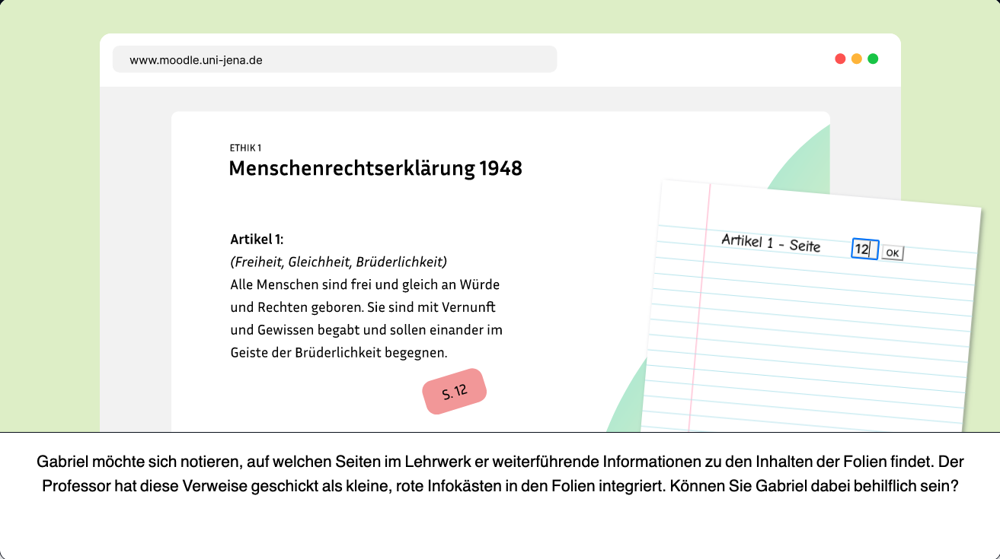 www.moodle.uni-jena.de
ETHIK 1
Menschenrechtserklärung 1948
Artikel 1:
(Freiheit, Gleichheit, Brüderlichkeit)
Alle Menschen sind frei und gleich an Würde
und Rechten geboren. Sie sind mit Vernunft
und Gewissen begabt und sollen einander im
Geiste der Brüderlichkeit begegnen.
S. 12
Artikel 1 - Seite 12 OK
Gabriel möchte sich notieren, auf welchen Seiten im Lehrwerk er weiterführende Informationen zu den Inhalten der Folien findet. Der
Professor hat diese Verweise geschickt als kleine, rote Infokästen in den Folien integriert. Können Sie Gabriel dabei behilflich sein?